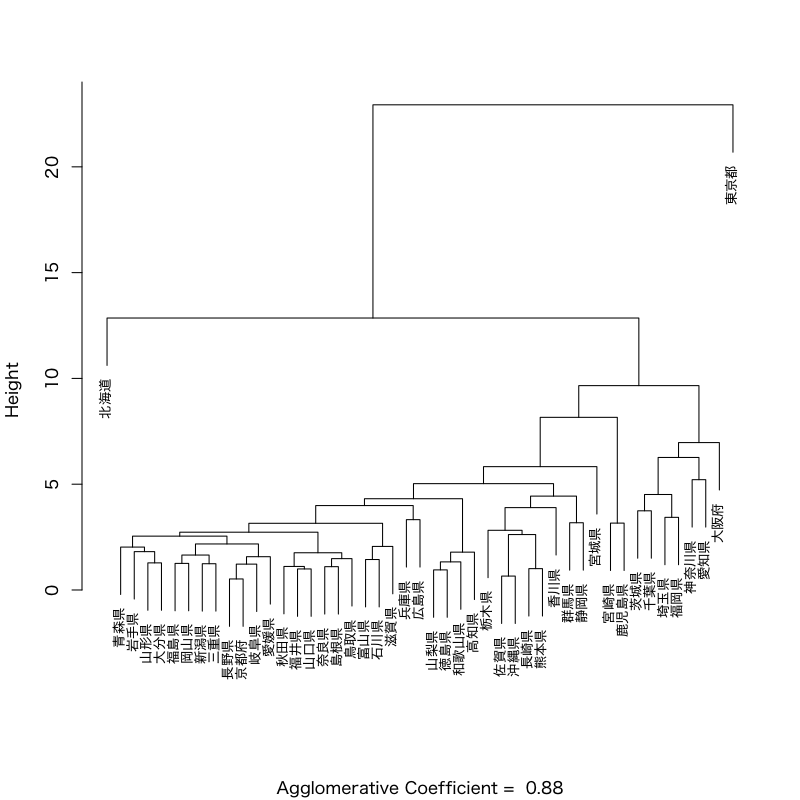 Height
20
15
10
5
0
東京都
北海道
青森県
岩手県
山形県
大分県
福島県
岡山県
新潟県
三重県
長野県
京都府
岐阜県
愛媛県
秋田県
福井県
山口県
奈良県
島根県
鳥取県
富山県
石川県
滋賀県
兵庫県
広島県
山梨県
徳島県
和歌山県
高知県
栃木県
佐賀県
沖縄県
長崎県
熊本県
香川県
群馬県
静岡県
宮城県
宮崎県
鹿児島県
茨城県
千葉県
埼玉県
福岡県
神奈川県
愛知県
大阪府
Agglomerative Coefficient = 0.88